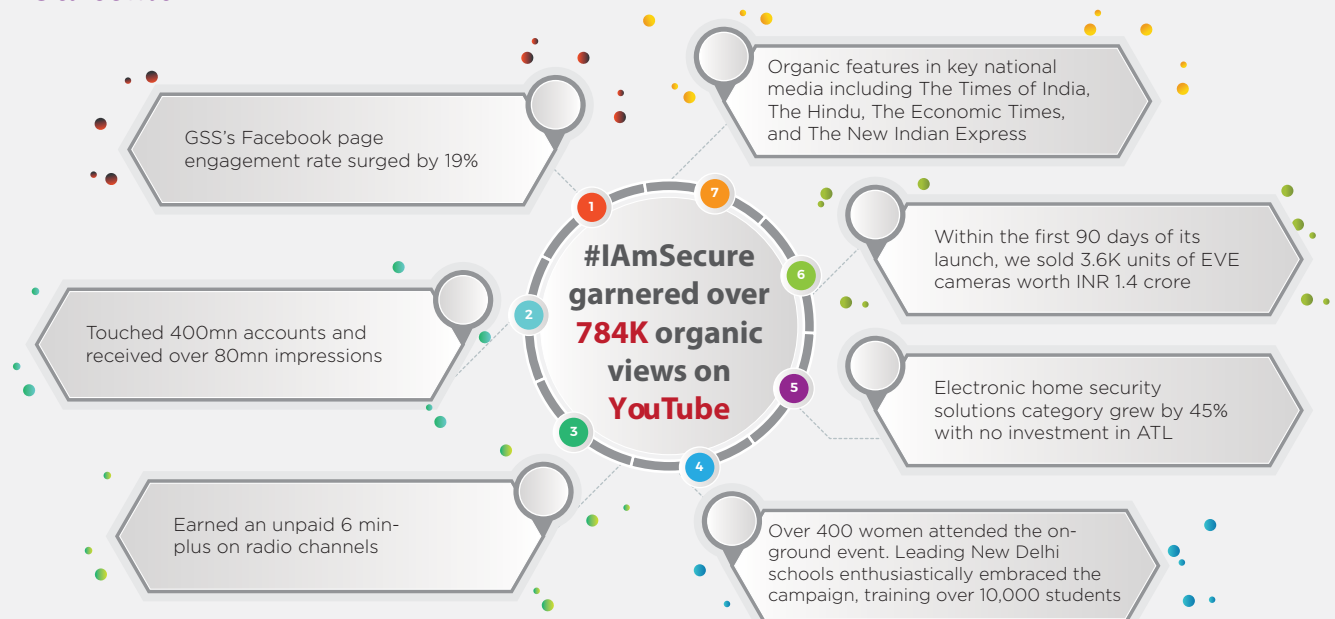 GSS's Facebook page
engagement rate surged by 19%
Touched 400mn accounts and
received over 80mn impressions
Earned an unpaid 6 min-
plus on radio channels
#IAmSecure
garnered over
784K organic
views on
YouTube
1
2
3
4
5
6
7
Organic features in key national
media including The Times of India,
The Hindu, The Economic Times,
and The New Indian Express
Within the first 90 days of its
launch, we sold 3.6K units of EVE
cameras worth INR 1.4 crore
Electronic home security
solutions category grew by 45%
with no investment in ATL
Over 400 women attended the on-
ground event. Leading New Delhi
schools enthusiastically embraced the
campaign, training over 10,000 students